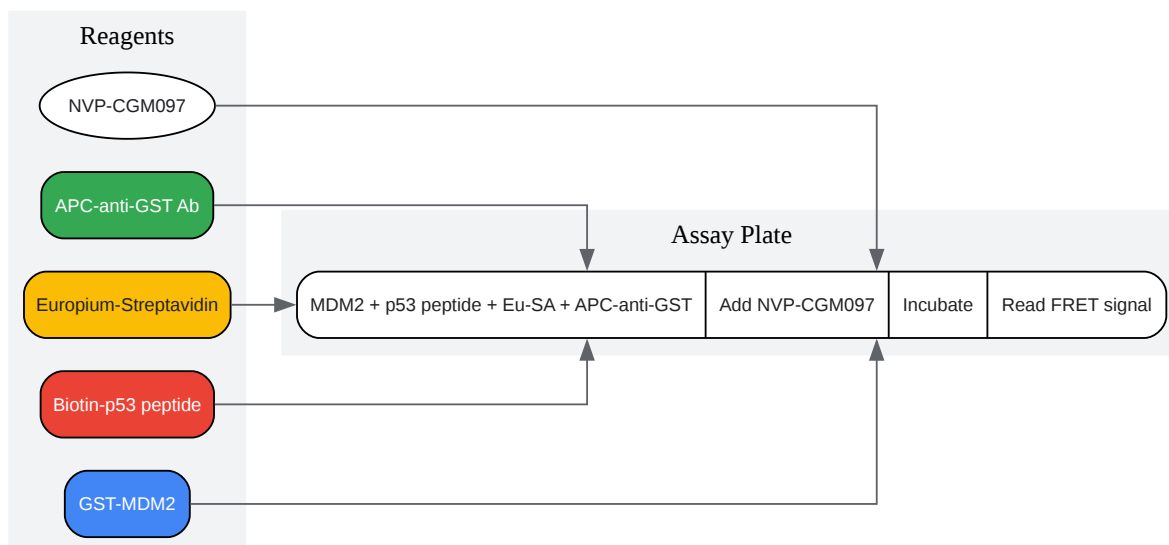 Reagents
NVP-CGM097
APC-anti-GST Ab
Europium-Streptavidin
Biotin-p53 peptide
GST-MDM2
Assay Plate
MDM2 + p53 peptide + Eu-SA + APC-anti-GST
Add NVP-CGM097
Incubate
Read FRET signal